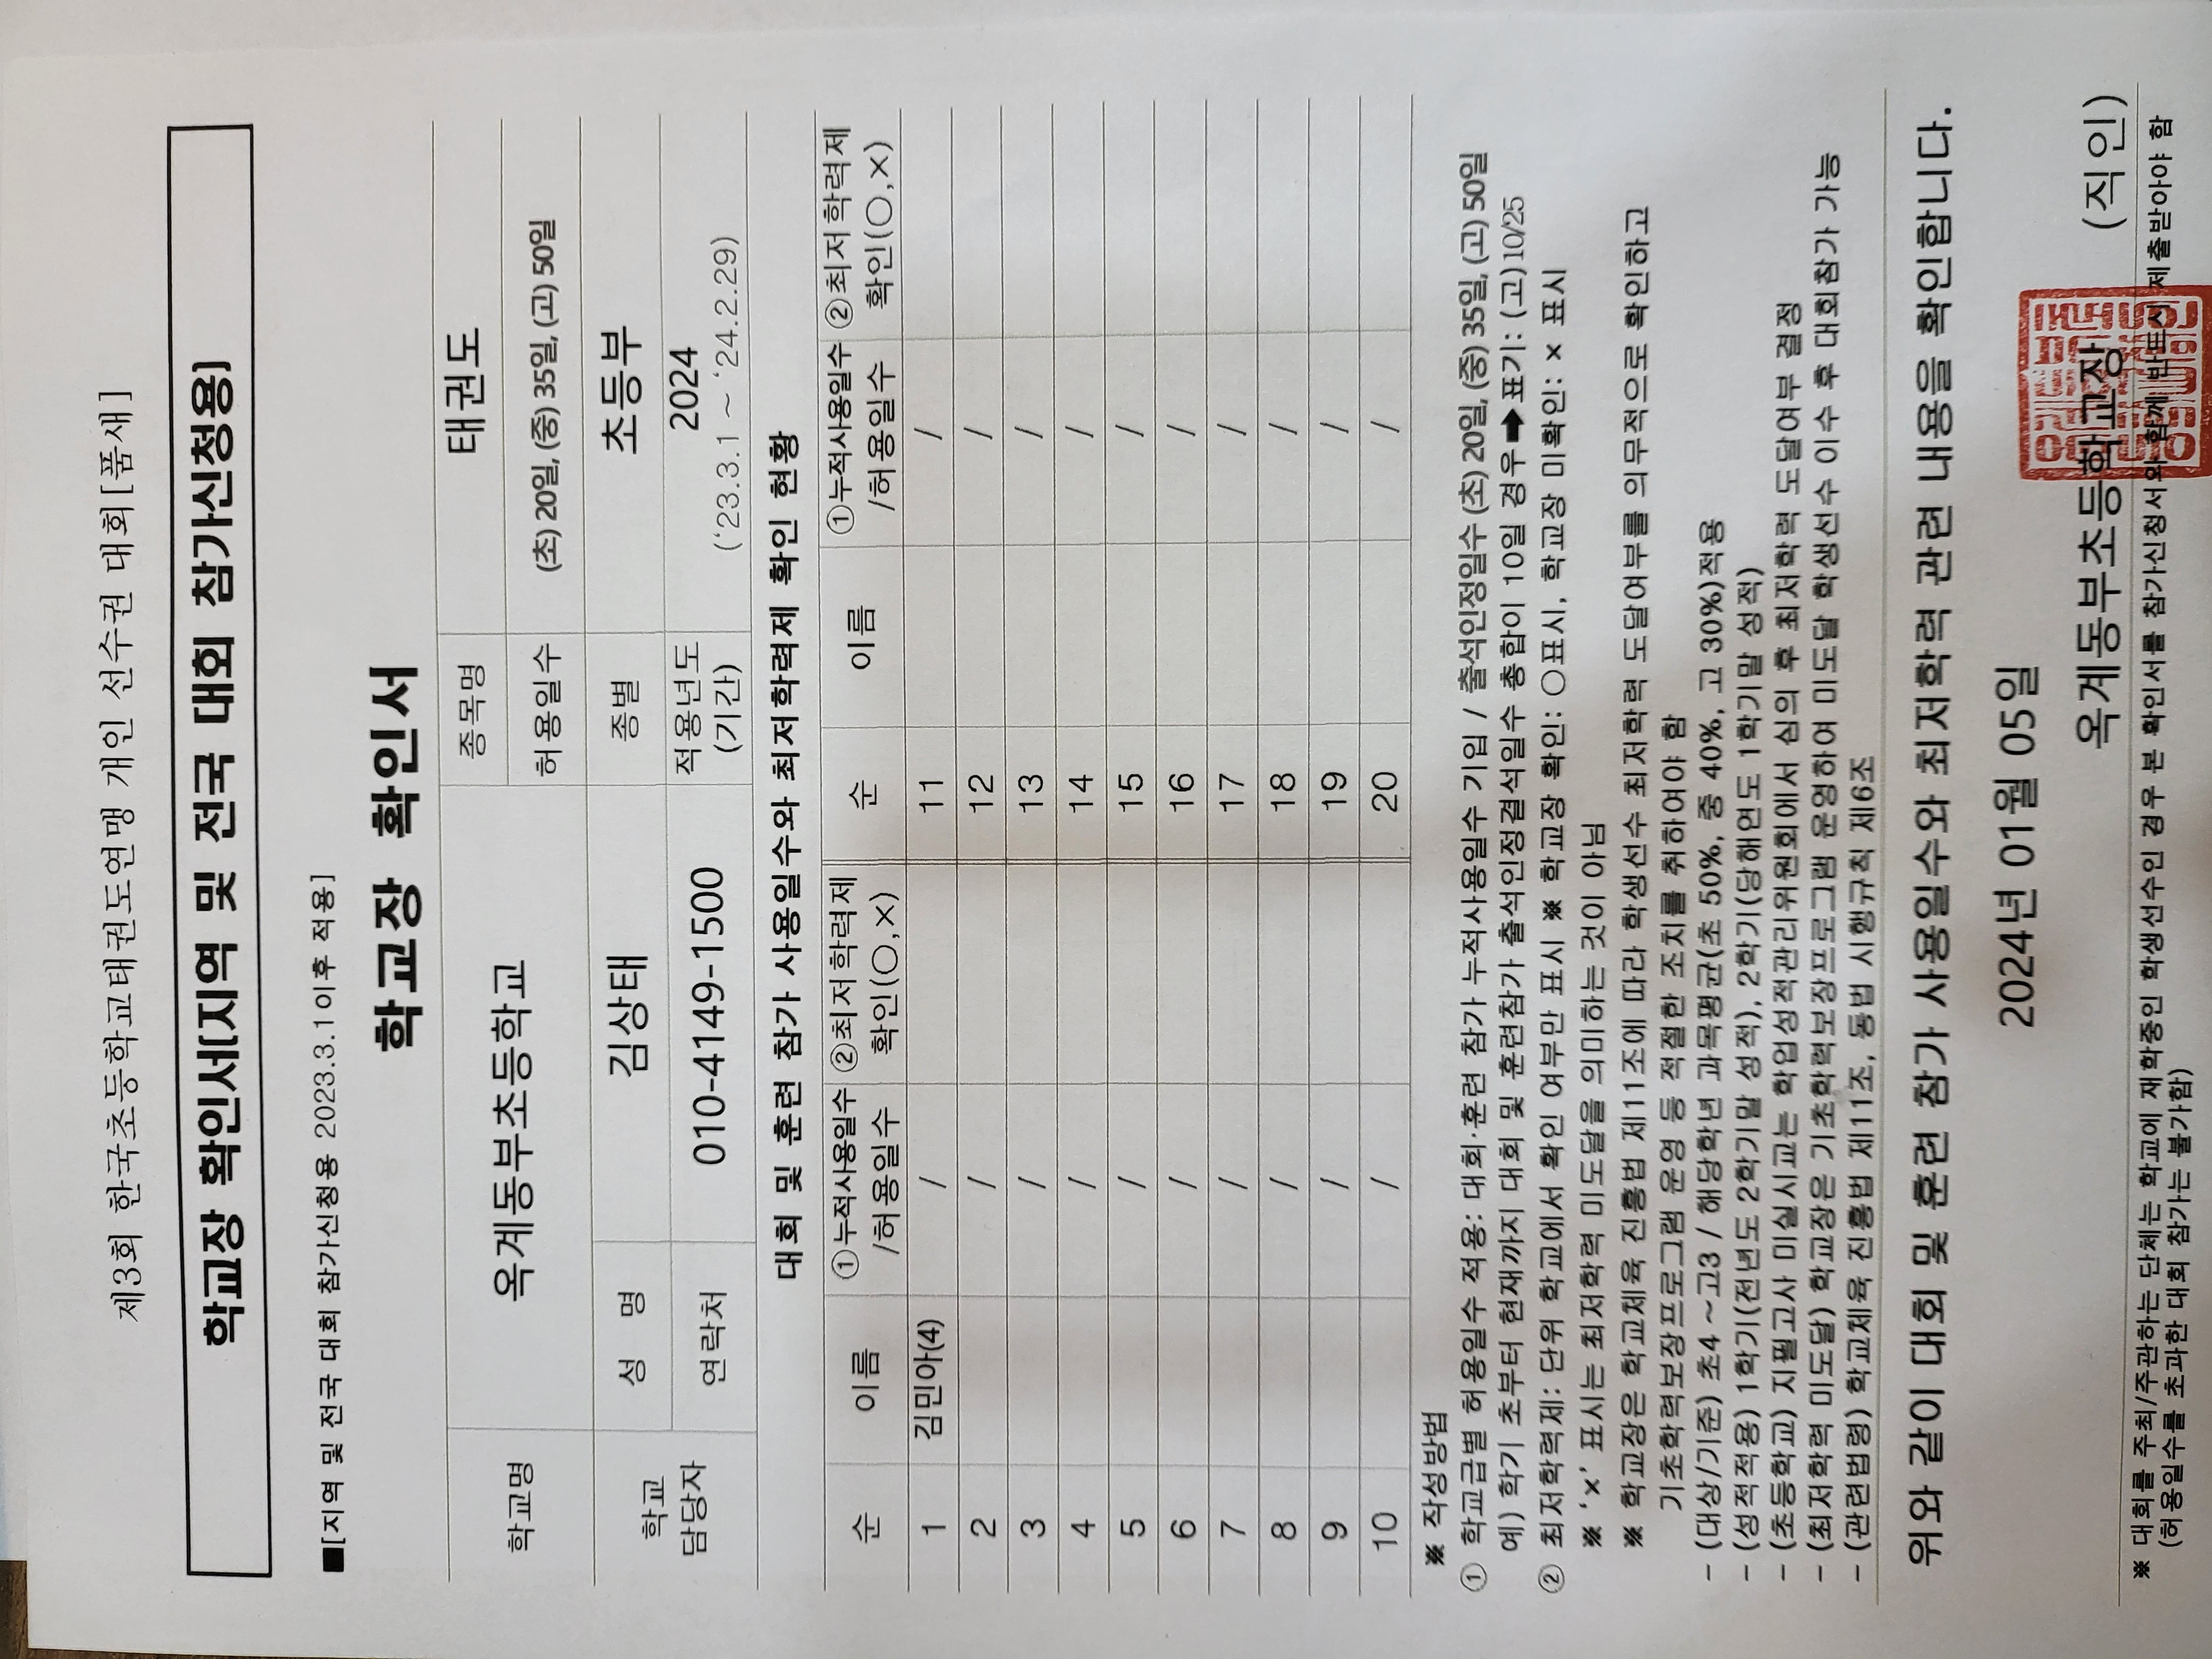 제3회 한국초등학교태권도연맹 개인 선수권 대회[품새]
학교장 확인서[지역 및 전국 대회 참가신청용]
■[지역 및 전국 대회 참가신청용 2023.3.1이후 적용]
학교장 확인서
학교명 옥계동부초등학교 종목명 태권도
허용일수 (초) 20일, (중) 35일, (고) 50일
학교 담당자 성 명 김상태 종별 초등부
연락처 010-4149-1500 적용년도 (기간) 2024 (‘23.3.1 ~ ‘24.2.29)
대회 및 훈련 참가 사용일수와 최저학력제 확인 현황
순 이름 ①누적사용일수 /허용일수 ②최저학력제 확인(○,×) 순 이름 ①누적사용일수 /허용일수 ②최저학력제 확인(○,×)
1 김민아(4) / 11 /
2 / 12 /
3 / 13 /
4 / 14 /
5 / 15 /
6 / 16 /
7 / 17 /
8 / 18 /
9 / 19 /
10 / 20 /
※ 작성방법
① 학교급별 허용일수 적용: 대회·훈련 참가 누적사용일수 기입 / 출석인정일수 (초) 20일, (중) 35일, (고) 50일
예) 학기 초부터 현재까지 대회 및 훈련참가 출석인정결석일수 총합이 10일 경우 ➡ 표기: (고)10/25
② 최저학력제: 단위 학교에서 확인 여부만 표시 ※ 학교장 확인: ○표시, 학교장 미확인: × 표시
※ ‘×’ 표시는 최저학력 미도달을 의미하는 것이 아님
※ 학교장은 학교체육 진흥법 제11조에 따라 학생선수 최저학력 도달여부를 의무적으로 확인하고
기초학력보장프로그램 운영 등 적절한 조치를 취하여야 함
- (대상/기준) 초4 ~고3 / 해당학년 과목평균(초 50%, 중 40%, 고 30%)적용
- (성적적용) 1학기(전년도 2학기말 성적), 2학기(당해연도 1학기말 성적)
- (초등학교) 지필고사 미실시교는 학업성적관리위원회에서 심의 후 최저학력 도달여부 결정
- (최저학력 미도달) 학교장은 기초학력보장프로그램 운영하여 미도달 학생선수 이수 후 대회참가 가능
- (관련법령) 학교체육 진흥법 제11조, 동법 시행규칙 제6조
위와 같이 대회 및 훈련 참가 사용일수와 최저학력 관련 내용을 확인합니다.
2024년 01월 05일
옥계동부초등학교장 (직인)
※ 대회를 주최/주관하는 단체는 학교에 재학중인 학생선수인 경우 본 확인서를 참가신청서와 함께 반드시 제출받아야 함
(허용일수를 초과한 대회 참가는 불가함)